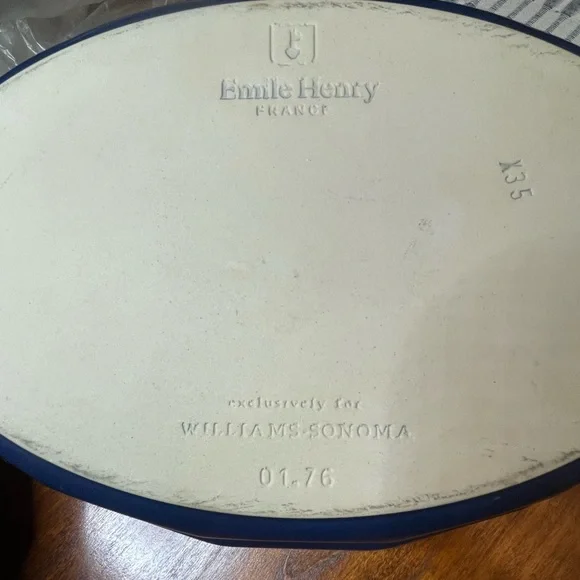 Emile Henry
FRANCE
X35
exclusively for
WILLIAMS-SONOMA
01.76